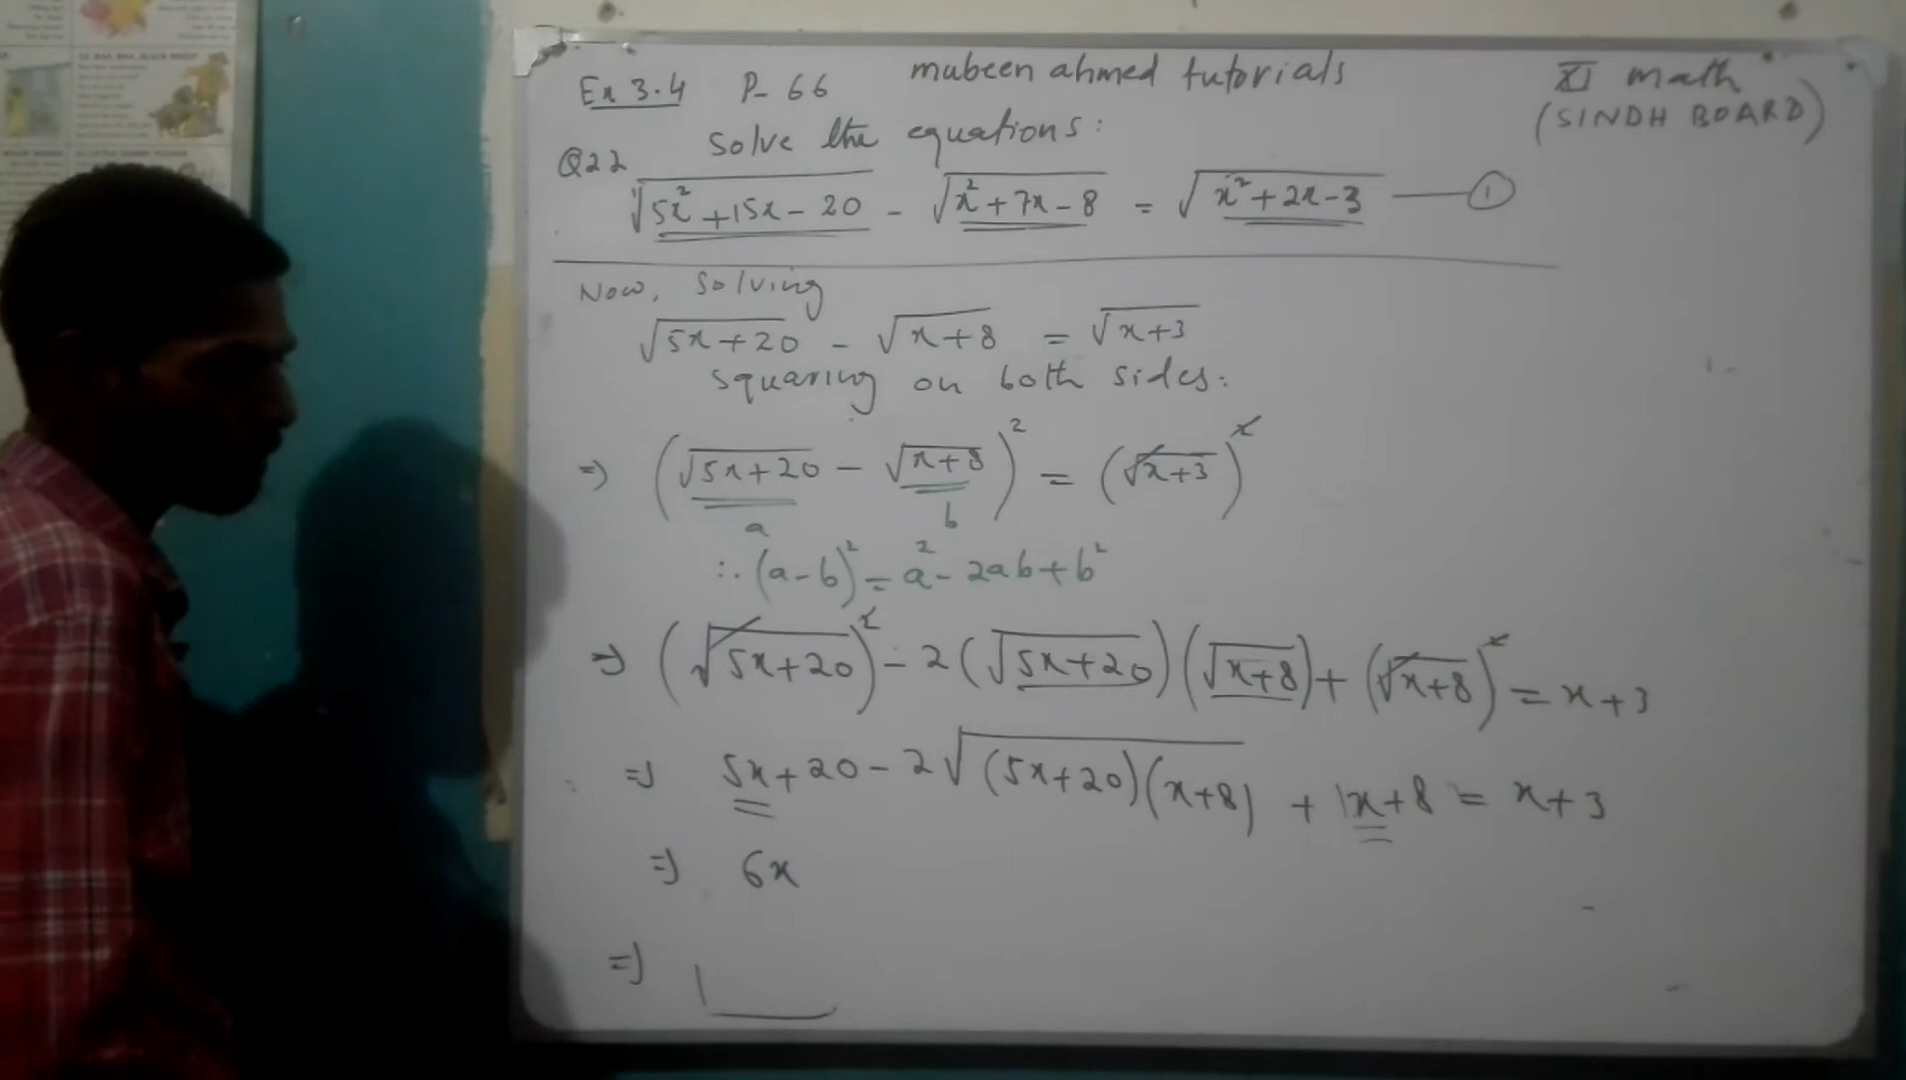 Ex 3.4 P- 66 mubeen ahmed tutorials XI math
(SINDH BOARD)
Q22 Solve the equations:
√(5x²+15x-20) - √(x²+7x-8) = √(x²+2x-3) — ①
Now, solving
√(5x+20) - √(x+8) = √(x+3)
squaring on both sides:
⇒ (√(5x+20) - √(x+8))² = (√(x+3))²
a b
∴ (a-b)² = a² - 2ab + b²
⇒ (√(5x+20))² - 2(√(5x+20))(√(x+8)) + (√(x+8))² = x+3
⇒ 5x+20 - 2√((5x+20)(x+8)) + 1x+8 = x+3
⇒ 6x
⇒